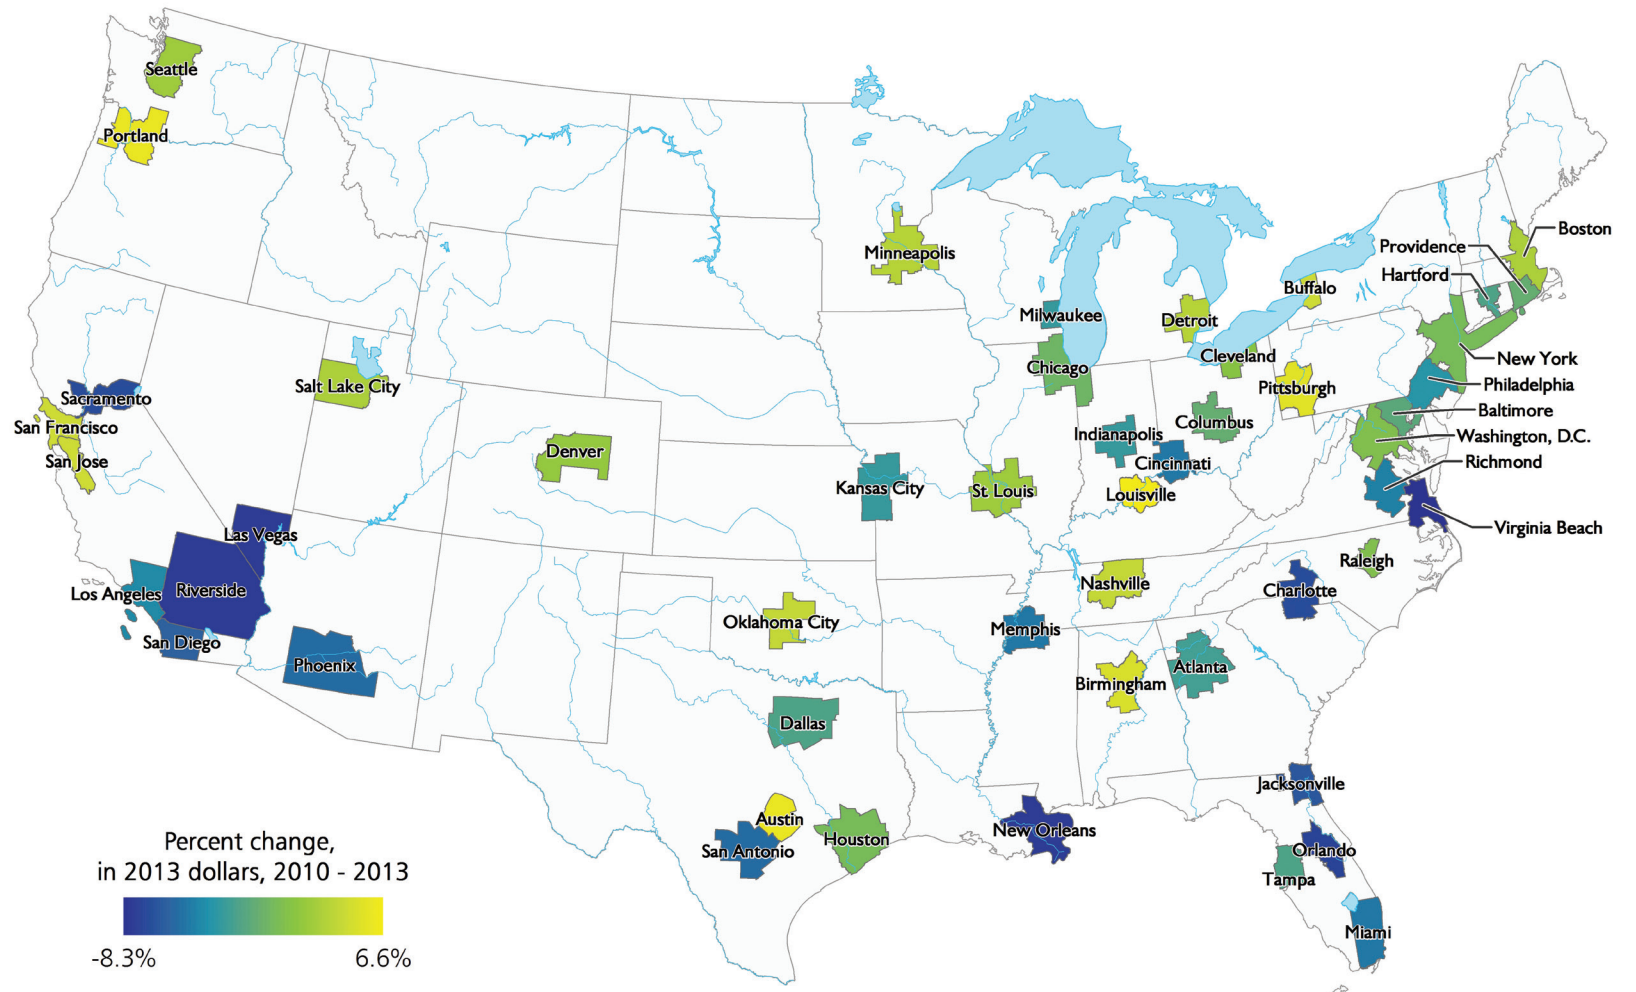 Seattle
Portland
Minneapolis
Boston
Providence
Hartford
Buffalo
Milwaukee
Detroit
Cleveland
New York
Chicago
Salt Lake City
Pittsburgh
Philadelphia
Sacramento
Baltimore
San Francisco
Columbus
Indianapolis
Washington, D.C.
Denver
San Jose
Cincinnati
Richmond
Kansas City
St Louis
Louisville
Virginia Beach
Las Vegas
Raleigh
Nashville
Los Angeles
Riverside
Charlotte
Oklahoma City
Memphis
San Diego
Phoenix
Atlanta
Birmingham
Dallas
Jacksonville
Austin
New Orleans
Houston
San Antonio
Orlando
Tampa
Miami
Percent change,
in 2013 dollars, 2010 - 2013
-8.3%
6.6%